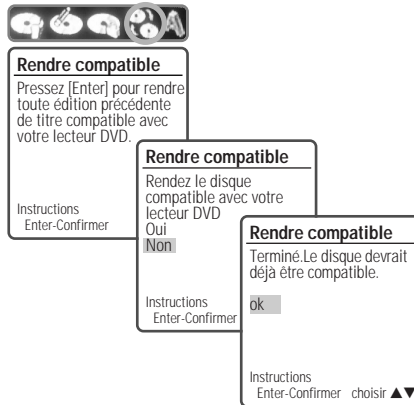 Rendre compatible
Pressez [Enter] pour rendre
toute édition précédente
de titre compatible avec
votre lecteur DVD.
Instructions
Enter-Confirmer
Rendre compatible
Rendez le disque
compatible avec votre
lecteur DVD
Oui
Non
Instructions
Enter-Confirmer
Rendre compatible
Terminé.Le disque devrait
déjà être compatible.
ok
Instructions
Enter-Confirmer choisir ▲▼